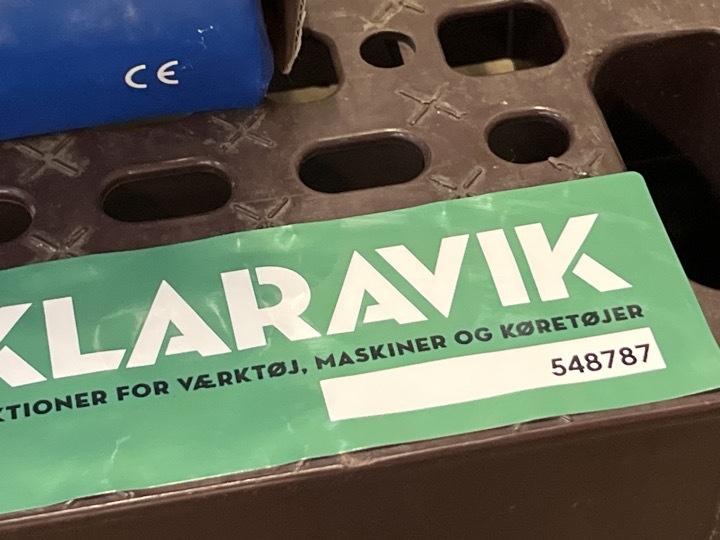 CE
KLARAVIK
KTIONER FOR VÆRKTØJ, MASKINER OG KØRETØJER
548787